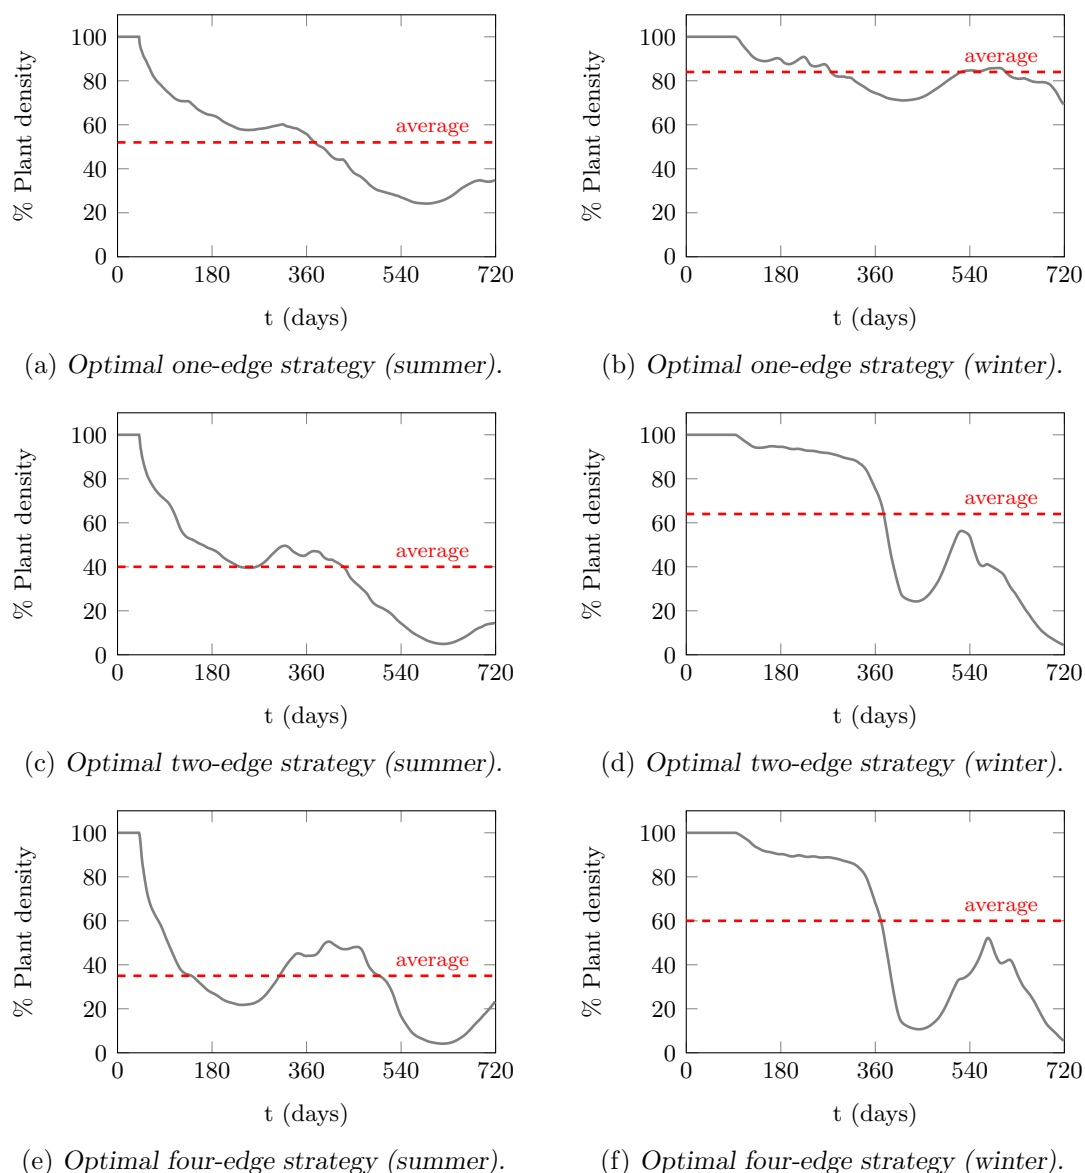 100
80
60
40
20
0
% Plant density
average
0 180 360 540 720
t (days)
(a) Optimal one-edge strategy (summer).
100
80
60
40
20
0
% Plant density
average
0 180 360 540 720
t (days)
(b) Optimal one-edge strategy (winter).
100
80
60
40
20
0
% Plant density
average
0 180 360 540 720
t (days)
(c) Optimal two-edge strategy (summer).
100
80
60
40
20
0
% Plant density
average
0 180 360 540 720
t (days)
(d) Optimal two-edge strategy (winter).
100
80
60
40
20
0
% Plant density
average
0 180 360 540 720
t (days)
(e) Optimal four-edge strategy (summer).
100
80
60
40
20
0
% Plant density
average
0 180 360 540 720
t (days)
(f) Optimal four-edge strategy (winter).